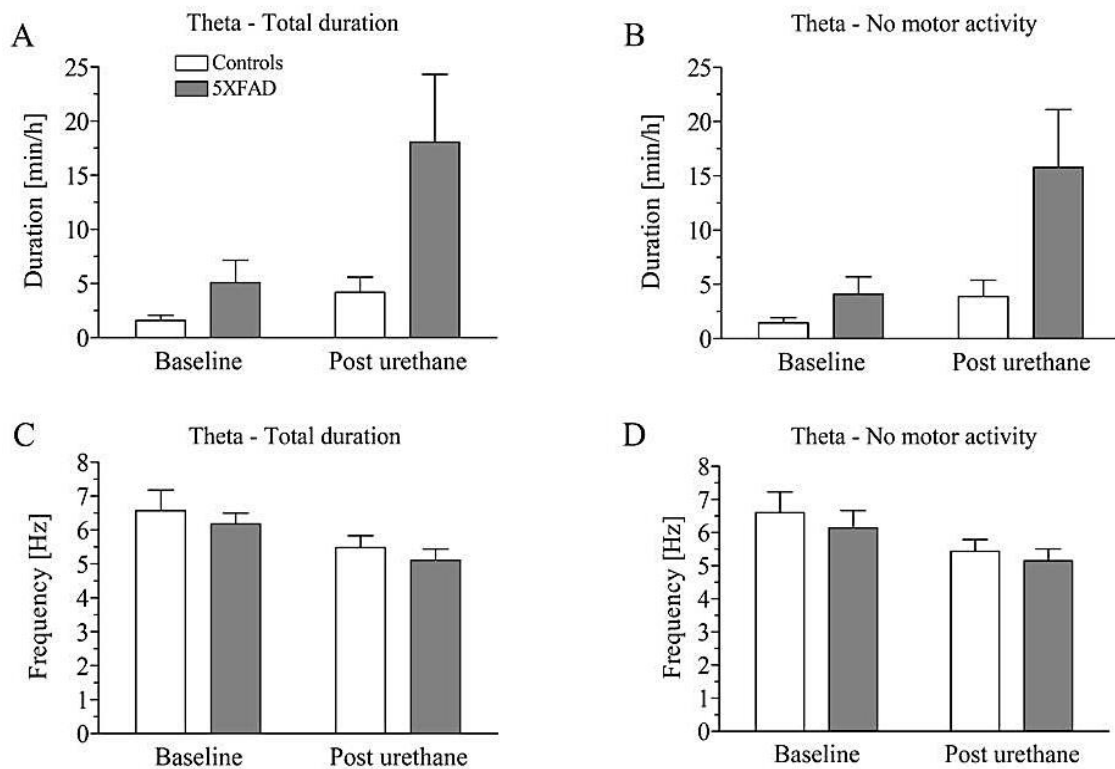 A
Theta - Total duration
Controls
5XFAD
Duration [min/h]
25
20
15
10
5
0
Baseline
Post urethane
B
Theta - No motor activity
Duration [min/h]
25
20
15
10
5
0
Baseline
Post urethane
C
Theta - Total duration
Frequency [Hz]
8
7
6
5
4
3
2
1
0
Baseline
Post urethane
D
Theta - No motor activity
Frequency [Hz]
8
7
6
5
4
3
2
1
0
Baseline
Post urethane